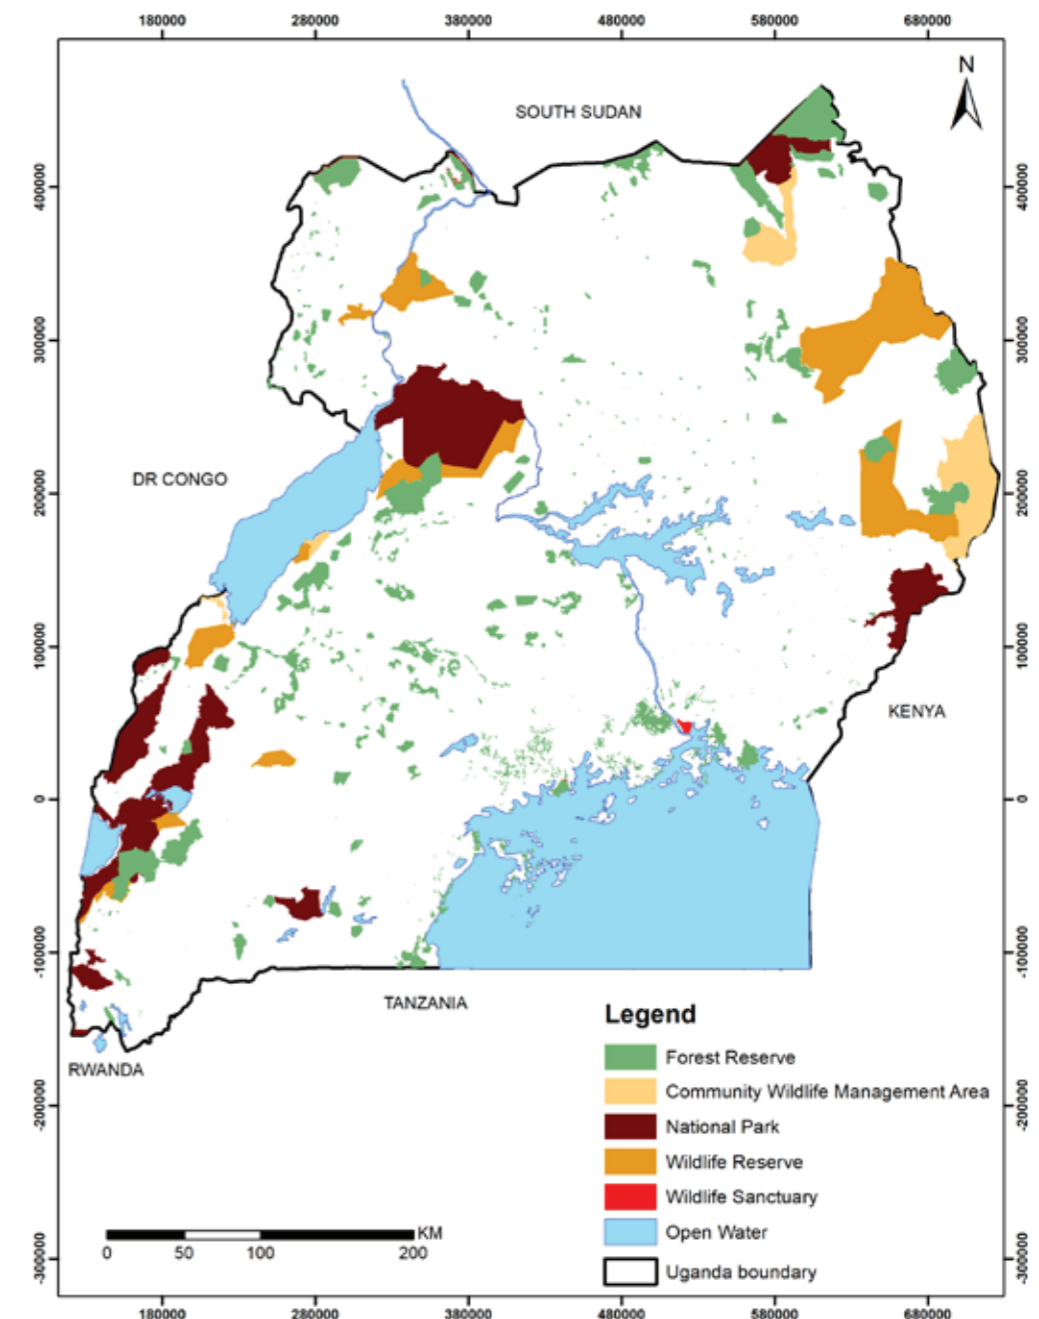 180000 280000 380000 480000 580000 680000
N
SOUTH SUDAN
400000 400000
300000 300000
DR CONGO
200000 200000
100000 100000
KENYA
0 0
-100000 -100000
TANZANIA
RWANDA
Legend
Forest Reserve
Community Wildlife Management Area
National Park
Wildlife Reserve
Wildlife Sanctuary
Open Water
Uganda boundary
-200000 -200000
KM
0 50 100 200
-300000 -300000
180000 280000 380000 480000 580000 680000